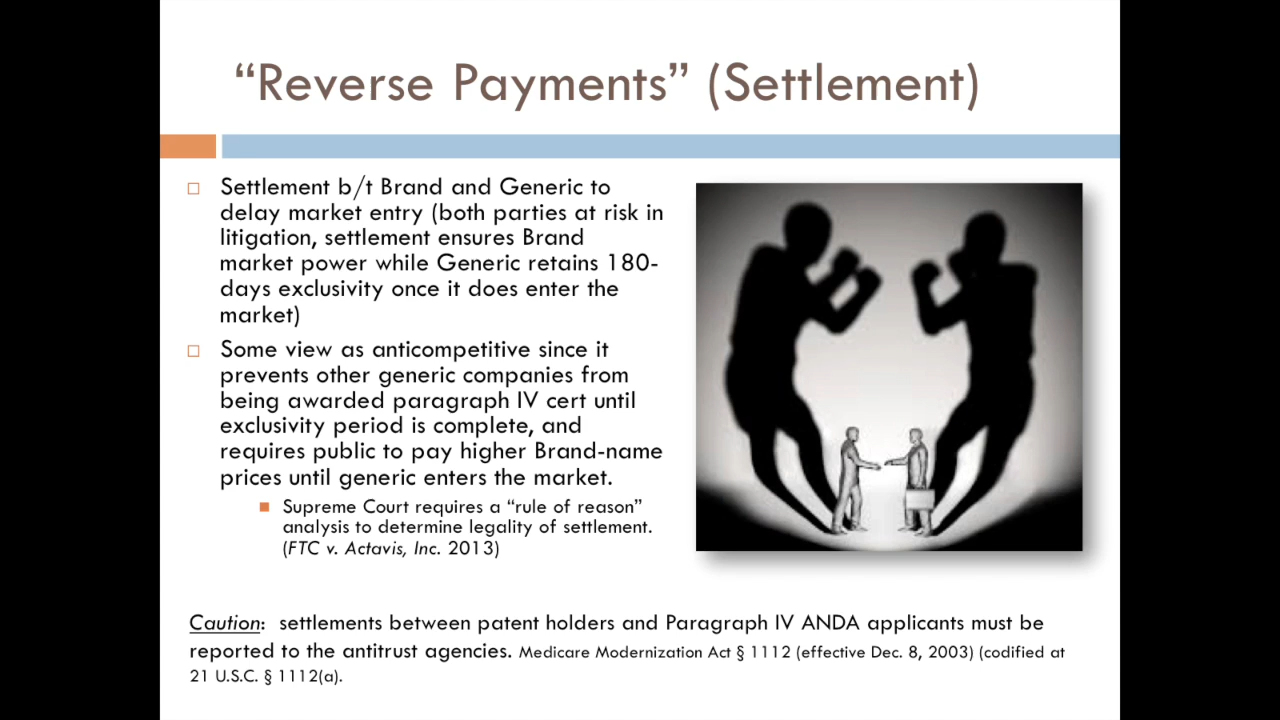 “Reverse Payments” (Settlement)
Settlement b/t Brand and Generic to
delay market entry (both parties at risk in
litigation, settlement ensures Brand
market power while Generic retains 180-
days exclusivity once it does enter the
market)
Some view as anticompetitive since it
prevents other generic companies from
being awarded paragraph IV cert until
exclusivity period is complete, and
requires public to pay higher Brand-name
prices until generic enters the market.
Supreme Court requires a “rule of reason”
analysis to determine legality of settlement.
(FTC v. Actavis, Inc. 2013)
Caution: settlements between patent holders and Paragraph IV ANDA applicants must be
reported to the antitrust agencies. Medicare Modernization Act § 1112 (effective Dec. 8, 2003) (codified at
21 U.S.C. § 1112(a).